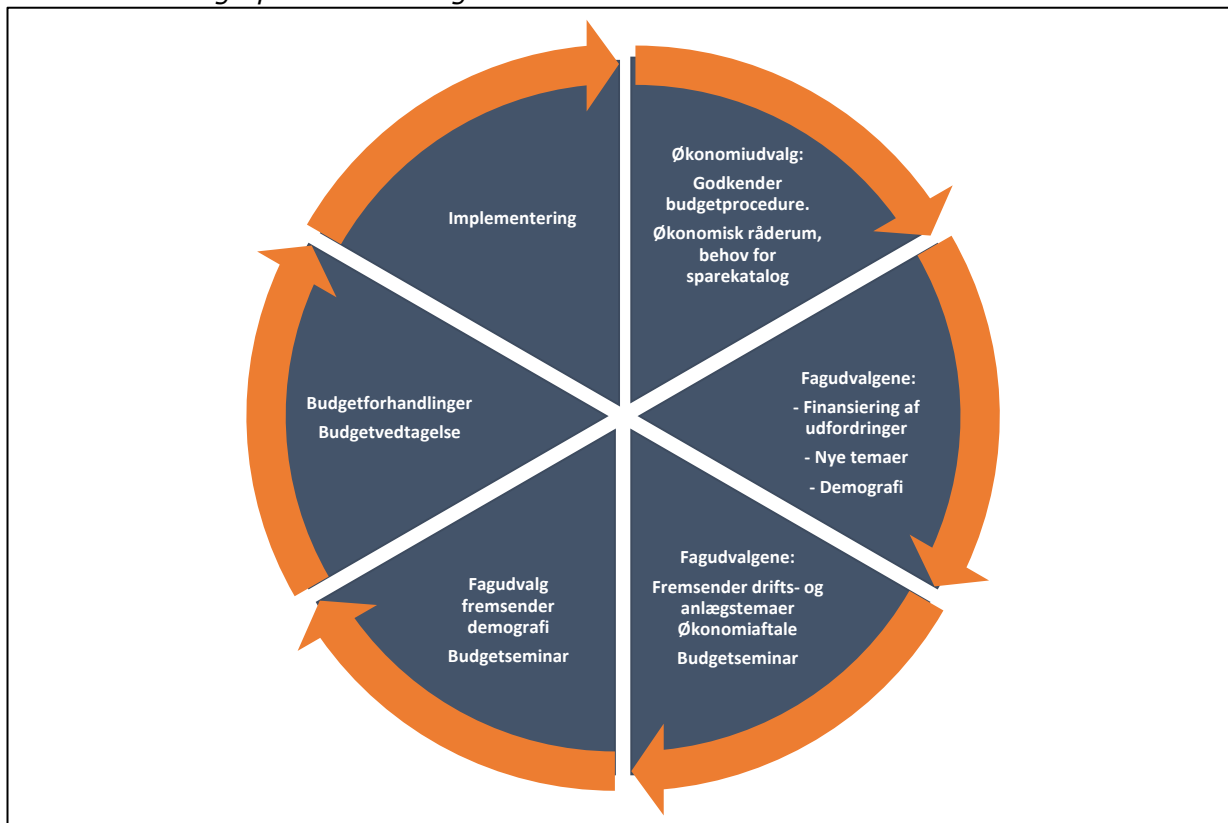 Økonomiudvalg:
Godkender
budgetprocedure.
Økonomisk råderum,
behov for
sparekatalog
Fagudvalgene:
- Finansiering af
udfordringer
- Nye temaer
- Demografi
Fagudvalgene:
Fremsender drifts- og
anlægstemaer
Økonomiaftale
Budgetseminar
Fagudvalg
fremsender
demografi
Budgetseminar
Budgetforhandlinger
Budgetvedtagelse
Implementering